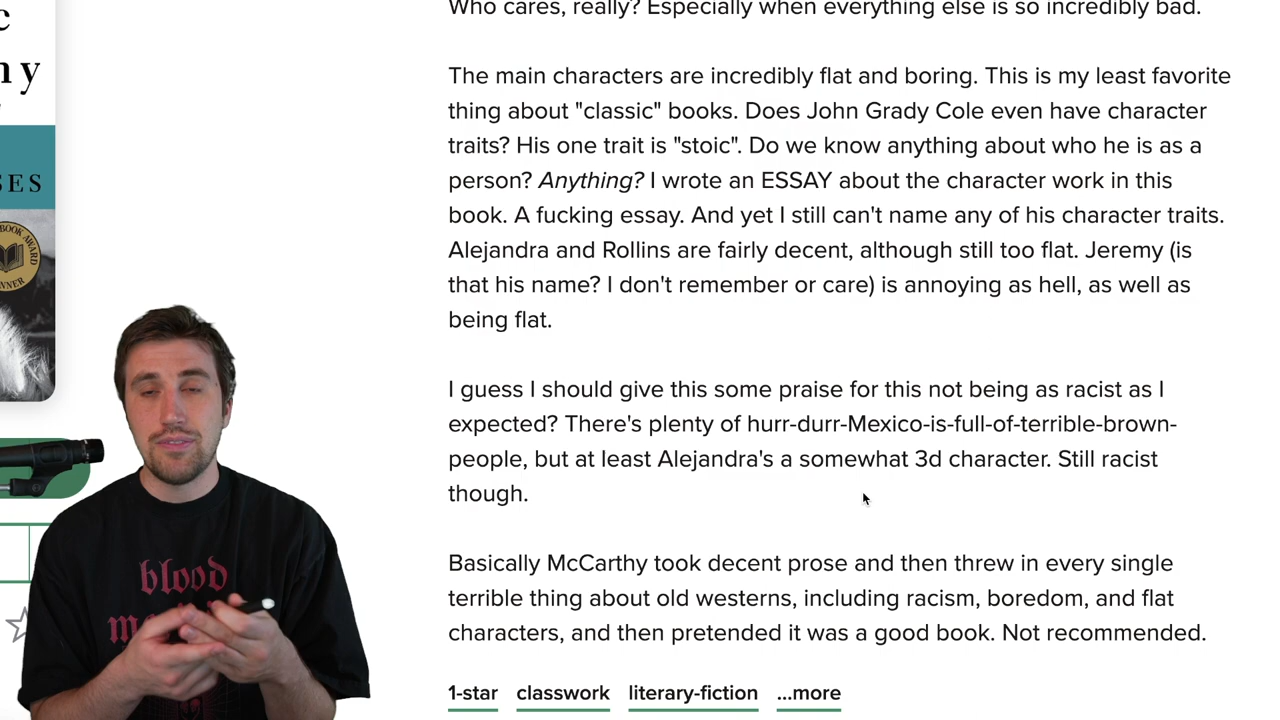 c
Who cares, really? Especially when everything else is so incredibly bad.
hy
The main characters are incredibly flat and boring. This is my least favorite
thing about "classic" books. Does John Grady Cole even have character
traits? His one trait is "stoic". Do we know anything about who he is as a
SES
person? Anything? I wrote an ESSAY about the character work in this
book. A fucking essay. And yet I still can't name any of his character traits.
BOOK AWARD
WINNER
Alejandra and Rollins are fairly decent, although still too flat. Jeremy (is
that his name? I don't remember or care) is annoying as hell, as well as
being flat.
I guess I should give this some praise for this not being as racist as I
expected? There's plenty of hurr-durr-Mexico-is-full-of-terrible-brown-
people, but at least Alejandra's a somewhat 3d character. Still racist
though.
Basically McCarthy took decent prose and then threw in every single
terrible thing about old westerns, including racism, boredom, and flat
characters, and then pretended it was a good book. Not recommended.
blood
1-star classwork literary-fiction ...more